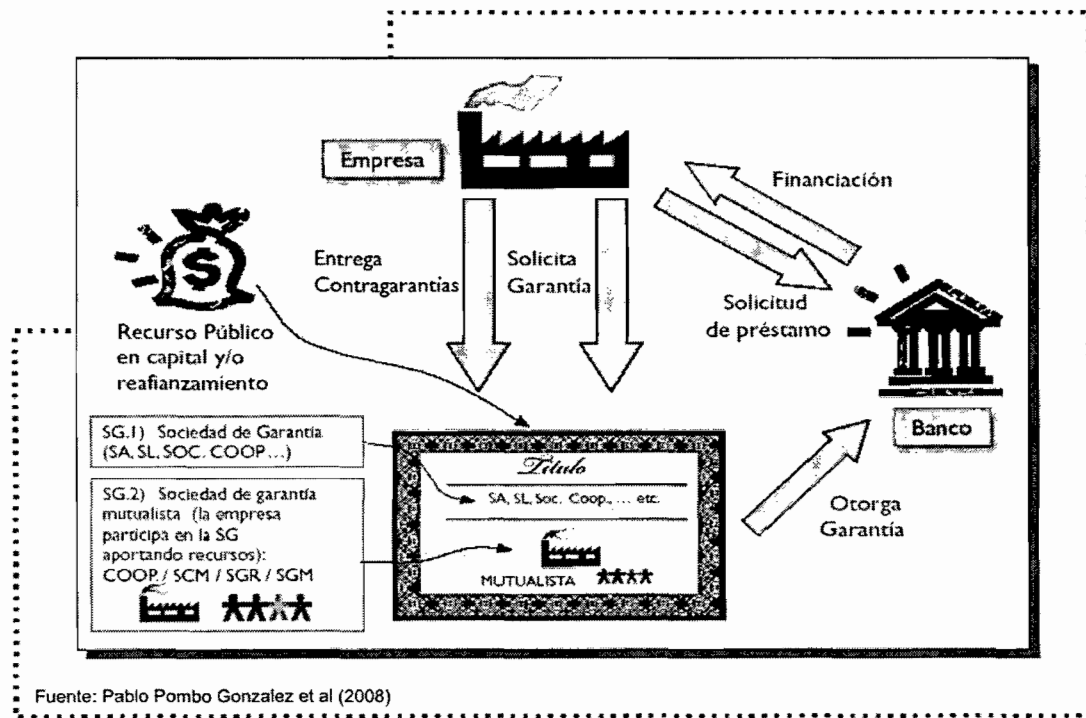 Empresa
Financiación
Entrega
Contragarantías
Solicita
Garantía
Solicitud
de préstamo
$
Recurso Público
en capital y/o
reafianzamiento
Banco
SG.1) Sociedad de Garantía
(SA, SL, SOC. COOP...)
SG.2) Sociedad de garantía
mutualista (la empresa
participa en la SG
aportando recursos):
COOP / SCM / SGR / SGM
Título
SA, SL, Soc. Coop., ... etc.
MUTUALISTA
Otorga
Garantía
Fuente: Pablo Pombo Gonzalez et al (2008)